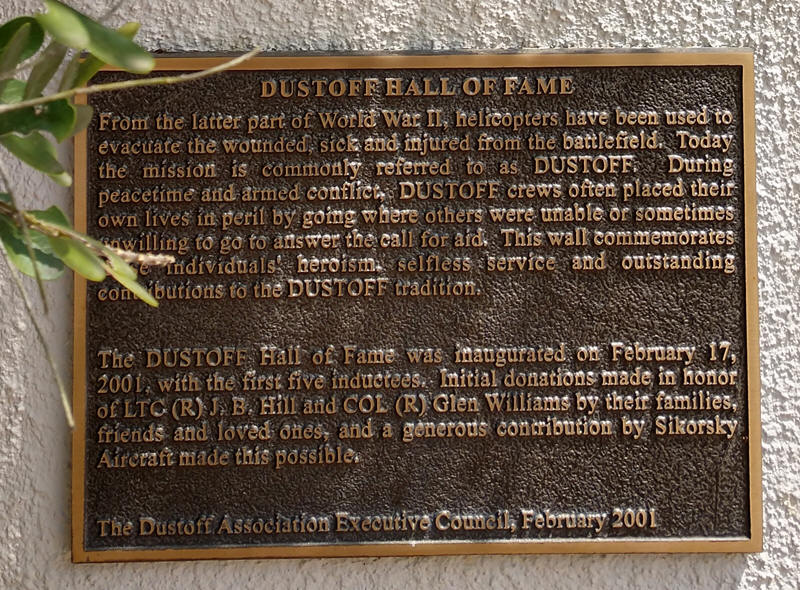 DUSTOFF HALL OF FAME
From the latter part of World War II, helicopters have been used to
evacuate the wounded, sick and injured from the battlefield. Today
the mission is commonly referred to as DUSTOFF. During
peacetime and armed conflict, DUSTOFF crews often placed their
own lives in peril by going where others were unable or sometimes
unwilling to go to answer the call for aid. This wall commemorates
individuals' heroism, selfless service and outstanding
contributions to the DUSTOFF tradition.
The DUSTOFF Hall of Fame was inaugurated on February 17,
2001, with the first five inductees. Initial donations made in honor
of LTC (R) J. B. Hill and COL (R) Glen Williams by their families,
friends and loved ones, and a generous contribution by Sikorsky
Aircraft made this possible.
The Dustoff Association Executive Council, February 2001